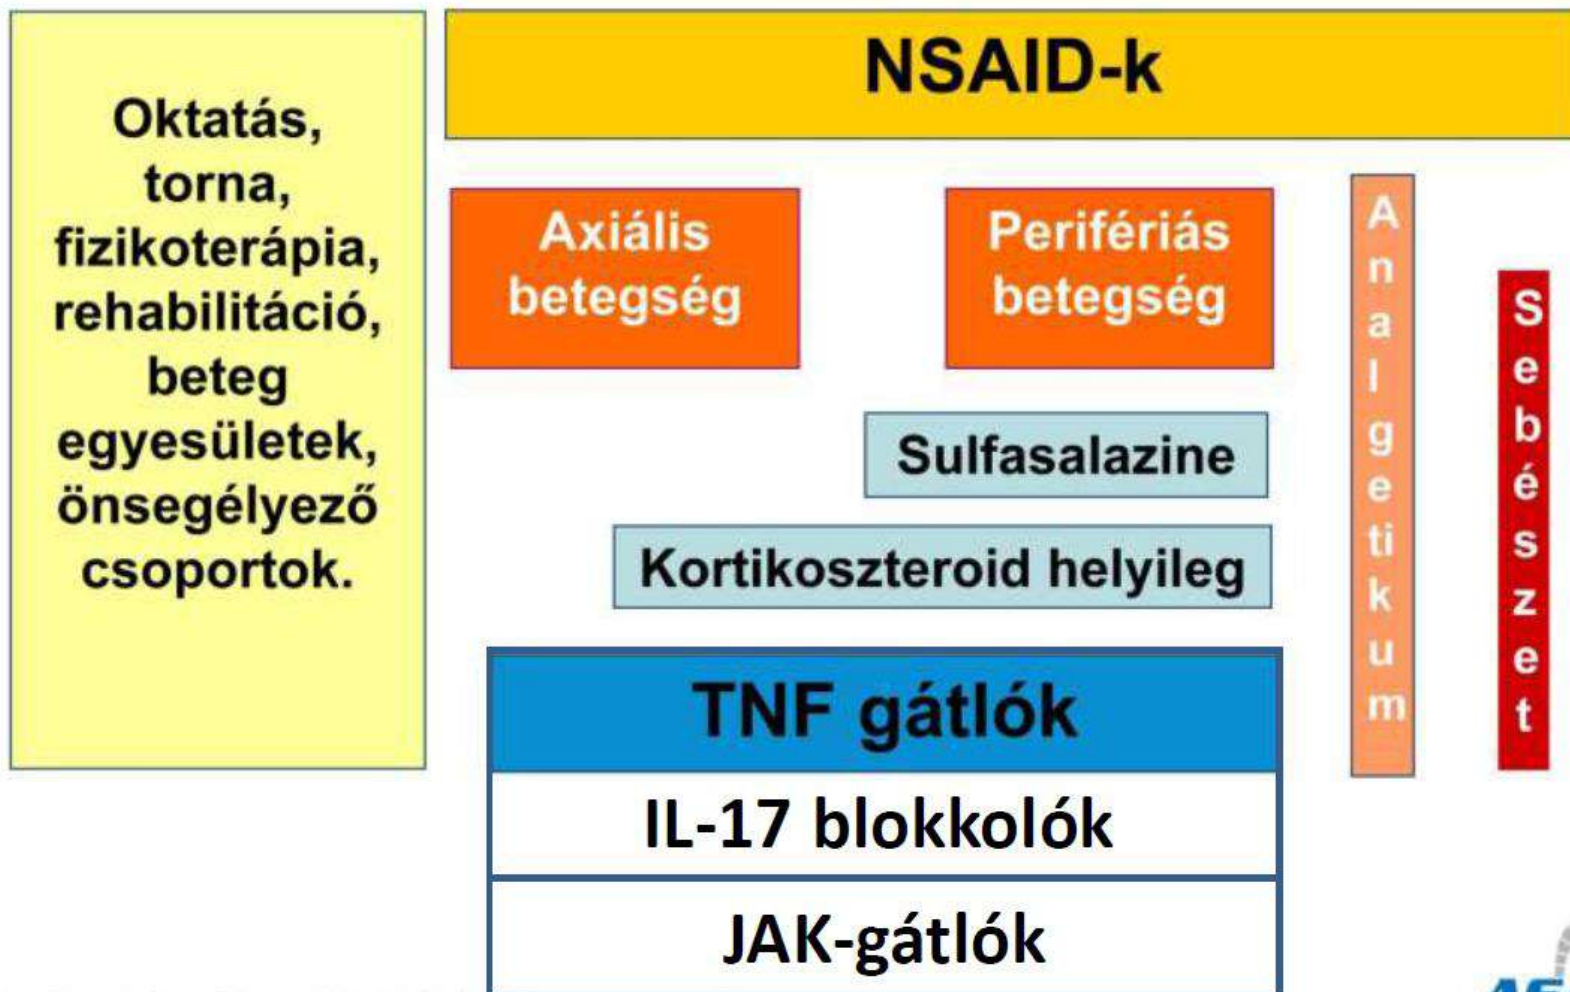 Oktatás,
torna,
fizikoterápia,
rehabilitáció,
beteg
egyesületek,
önsegélyező
csoportok.
NSAID-k
Axiális
betegség
Perifériás
betegség
Sulfasalazine
Kortikoszteroid helyileg
TNF gátlók
IL-17 blokkolók
JAK-gátlók
Analgetikum
Sebészet